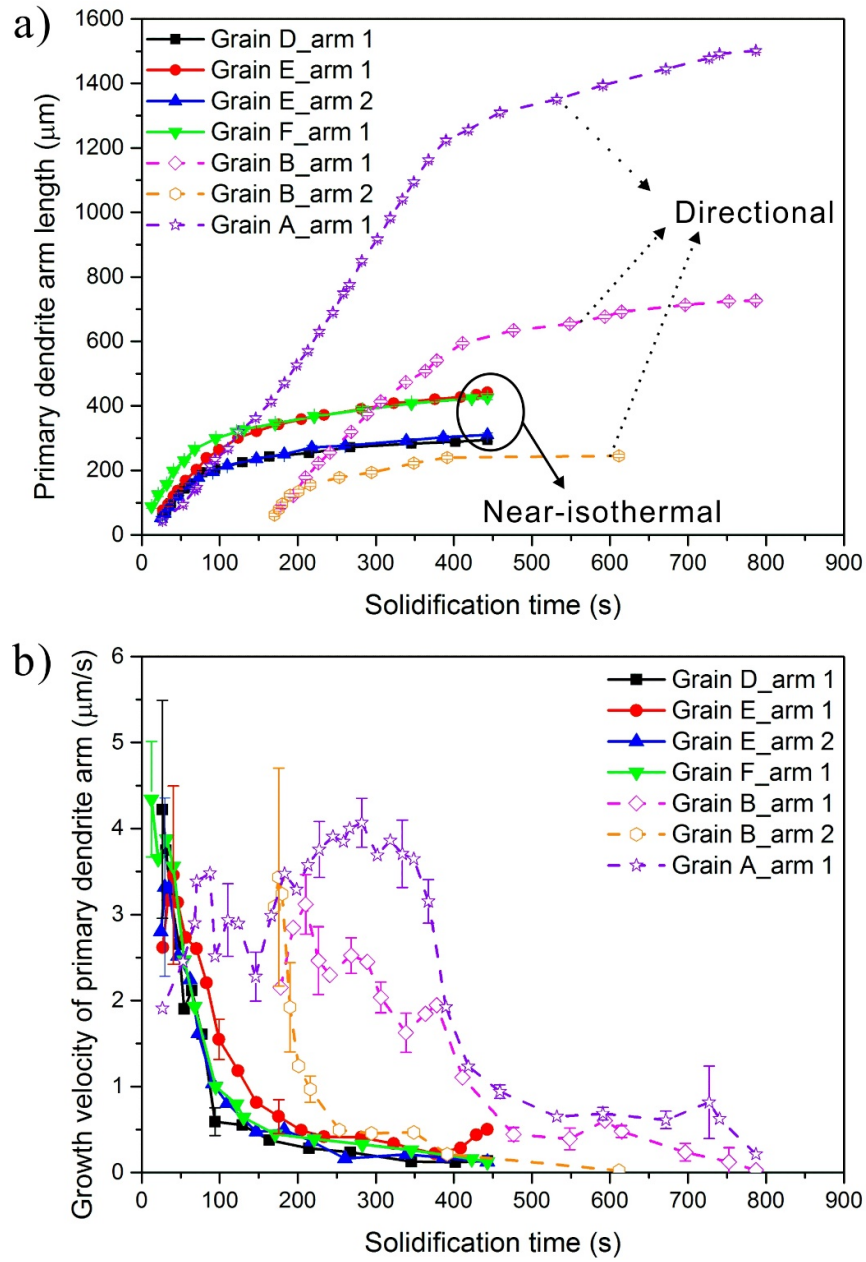 a)
1600
1400
1200
1000
800
600
400
200
0
Primary dendrite arm length (μm)
Grain D_arm 1
Grain E_arm 1
Grain E_arm 2
Grain F_arm 1
Grain B_arm 1
Grain B_arm 2
Grain A_arm 1
Directional
Near-isothermal
0 100 200 300 400 500 600 700 800 900
Solidification time (s)
b)
6
5
4
3
2
1
0
Growth velocity of primary dendrite arm (μm/s)
Grain D_arm 1
Grain E_arm 1
Grain E_arm 2
Grain F_arm 1
Grain B_arm 1
Grain B_arm 2
Grain A_arm 1
0 100 200 300 400 500 600 700 800 900
Solidification time (s)